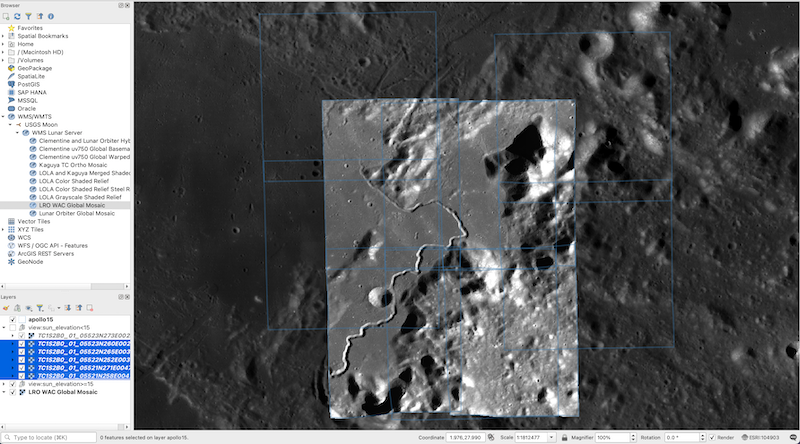 Browser
Favorites
Spatial Bookmarks
Home
/ (Macintosh HD)
/Volumes
GeoPackage
SpatiaLite
PostGIS
SAP HANA
MSSQL
Oracle
WMS/WMTS
USGS Moon
WMS Lunar Server
Clementine and Lunar Orbiter Hyb
Clementine uv750 Global Basema
Clementine uv750 Global Warped
Kaguya TC Ortho Mosaic
LOLA and Kaguya Merged Shaded
LOLA Color Shaded Relief
LOLA Color Shaded Relief Steel R
LOLA Grayscale Shaded Relief
LRO WAC Global Mosaic
Lunar Orbiter Global Mosaic
Vector Tiles
XYZ Tiles
WCS
WFS / OGC API - Features
ArcGIS REST Servers
GeoNode
Layers
apollo15
view:sun_elevation<15
TC1S2B0_01_05523N273E002
TC1S2B0_01_05523N260E002
TC1S2B0_01_05522N265E003
TC1S2B0_01_05522N252E003
TC1S2B0_01_05521N271E0047
TC1S2B0_01_05521N258E004
view:sun_elevation>=15
LRO WAC Global Mosaic
Type to locate (⌘K)
0 features selected on layer apollo15.
Coordinate 1.976,27.990
Scale 1:1812477
Magnifier 100%
Rotation 0.0 °
Render
ESRI:104903